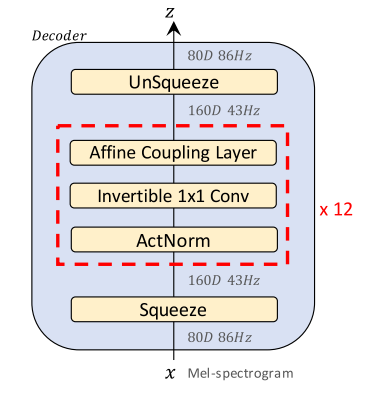 z
Decoder
80D 86Hz
UnSqueeze
160D 43Hz
Affine Coupling Layer
Invertible 1x1 Conv
x 12
ActNorm
160D 43Hz
Squeeze
80D 86Hz
x Mel-spectrogram